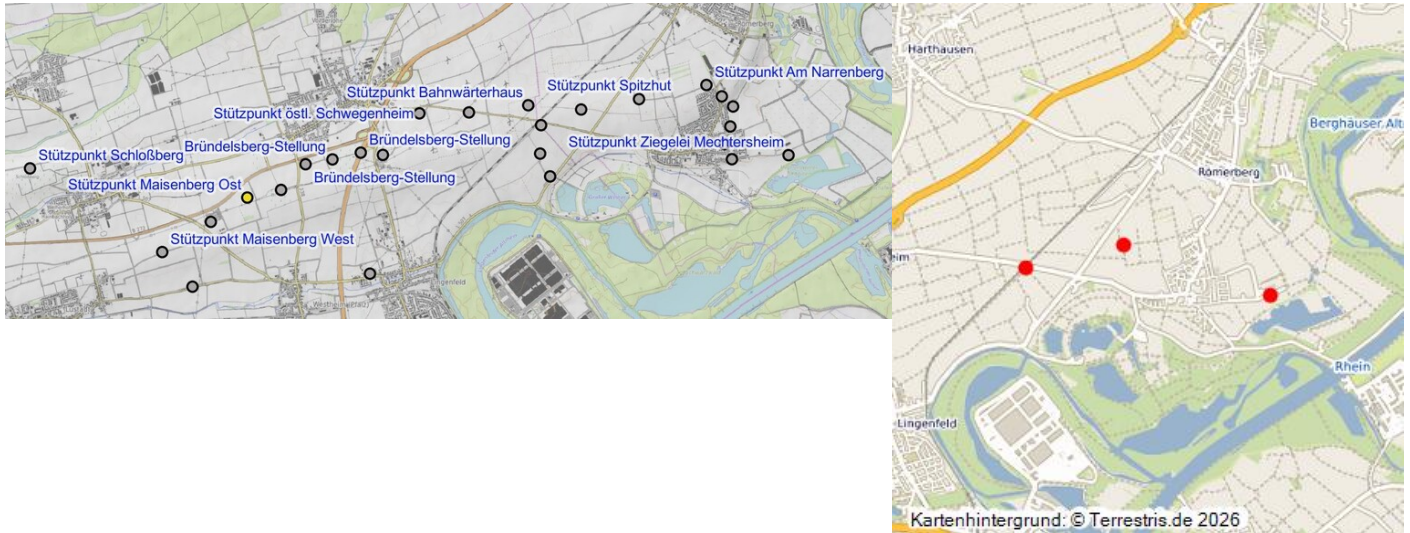 Stützpunkt Am Narrenberg
Stützpunkt Spitzhut
Stützpunkt Bahnwärterhaus
Stützpunkt östl. Schwegenheim
Bründelsberg-Stellung
Bründelsberg-Stellung
Stützpunkt Ziegelei Mechtersheim
Stützpunkt Schloßberg
Bründelsberg-Stellung
Stützpunkt Maisenberg Ost
Stützpunkt Maisenberg West
Harthausen
Berghäuser Alt
Römerberg
eim
Rhein
Lingenfeld
Kartenhintergrund: © Terrestris.de 2026